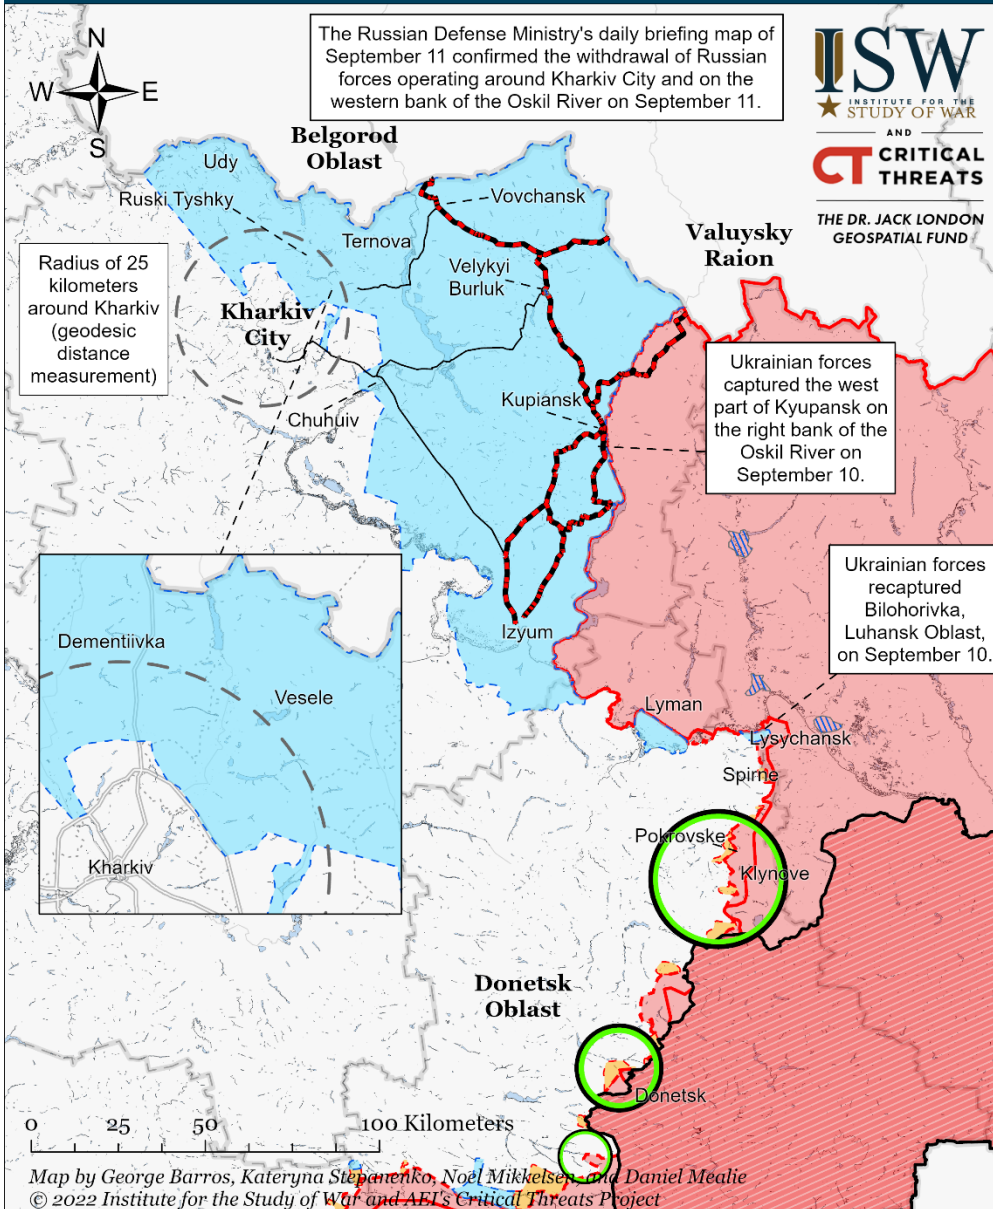 The Russian Defense Ministry's daily briefing map of
September 11 confirmed the withdrawal of Russian
forces operating around Kharkiv City and on the
western bank of the Oskil River on September 11.
ISW
INSTITUTE FOR THE
STUDY OF WAR
AND
CT CRITICAL
THREATS
THE DR. JACK LONDON
GEOSPATIAL FUND
N
W E
S
Belgorod
Oblast
Udy
Ruski Tyshky
Vovchansk
Ternova
Valuysky
Raion
Velykyi
Burluk
Radius of 25
kilometers
around Kharkiv
(geodesic
distance
measurement)
Kharkiv
City
Ukrainian forces
captured the west
part of Kyupansk on
the right bank of the
Oskil River on
September 10.
Kupiansk
Chuhuiv
Ukrainian forces
recaptured
Bilohorivka,
Luhansk Oblast,
on September 10.
Izyum
Dementiivka
Vesele
Kharkiv
Lyman
Lysychansk
Spirne
Pokrovske
Klynove
Donetsk
Oblast
Donetsk
0 25 50 100 Kilometers
Map by George Barros, Kateryna Stepanenko, Noel Mikkelsen, and Daniel Mealie
© 2022 Institute for the Study of War and AEI's Critical Threats Project